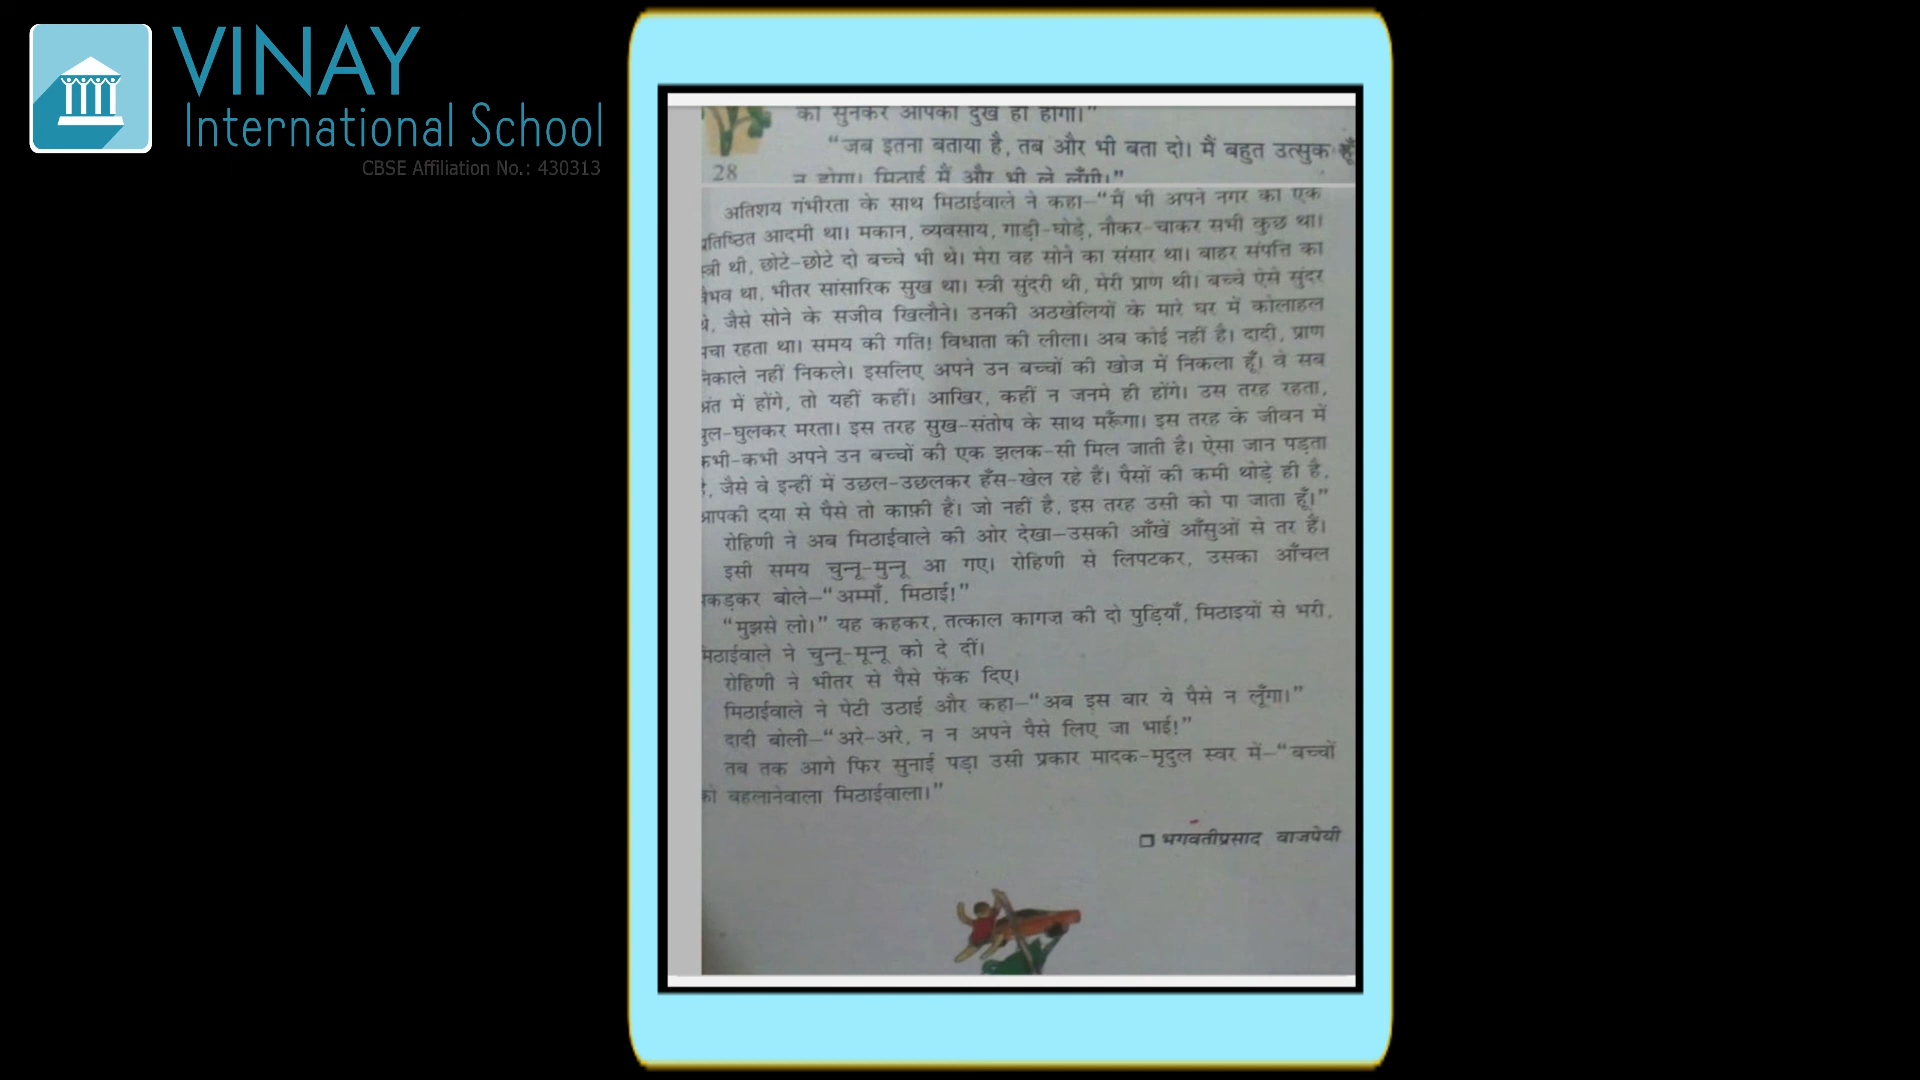 VINAY
International School
CBSE Affiliation No.: 430313
को सुनकर आपको दुख ही होगा।”
“जब इतना बताया है, तब और भी बता दो। मैं बहुत उत्सुक हूँ
28
न होगा। मिठाई मैं और भी ले लूँगी।”
अतिशय गंभीरता के साथ मिठाईवाले ने कहा–“मैं भी अपने नगर का एक
प्रतिष्ठित आदमी था। मकान, व्यवसाय, गाड़ी-घोड़े, नौकर-चाकर सभी कुछ था।
स्त्री थी, छोटे-छोटे दो बच्चे भी थे। मेरा वह सोने का संसार था। बाहर संपत्ति का
वैभव था, भीतर सांसारिक सुख था। स्त्री सुंदरी थी, मेरी प्राण थी। बच्चे ऐसे सुंदर
थे, जैसे सोने के सजीव खिलौने। उनकी अठखेलियों के मारे घर में कोलाहल
मचा रहता था। समय की गति! विधाता की लीला। अब कोई नहीं है। दादी, प्राण
निकाले नहीं निकले। इसलिए अपने उन बच्चों की खोज में निकला हूँ। वे सब
अंत में होंगे, तो यहीं कहीं। आखिर, कहीं न जनमे ही होंगे। उस तरह रहता,
घुल-घुलकर मरता। इस तरह सुख-संतोष के साथ मरूँगा। इस तरह के जीवन में
कभी-कभी अपने उन बच्चों की एक झलक-सी मिल जाती है। ऐसा जान पड़ता
है, जैसे वे इन्हीं में उछल-उछलकर हँस-खेल रहे हैं। पैसों की कमी थोड़े ही है,
आपकी दया से पैसे तो काफ़ी हैं। जो नहीं है, इस तरह उसी को पा जाता हूँ।”
रोहिणी ने अब मिठाईवाले की ओर देखा–उसकी आँखें आँसुओं से तर हैं।
इसी समय चुन्नू-मुन्नू आ गए। रोहिणी से लिपटकर, उसका आँचल
पकड़कर बोले–“अम्माँ, मिठाई!”
“मुझसे लो।” यह कहकर, तत्काल कागज़ की दो पुड़ियाँ, मिठाइयों से भरी,
मिठाईवाले ने चुन्नू-मून्नू को दे दीं।
रोहिणी ने भीतर से पैसे फेंक दिए।
मिठाईवाले ने पेटी उठाई और कहा–“अब इस बार ये पैसे न लूँगा।”
दादी बोली–“अरे-अरे, न न अपने पैसे लिए जा भाई!”
तब तक आगे फिर सुनाई पड़ा उसी प्रकार मादक-मृदुल स्वर में–“बच्चों
को बहलानेवाला मिठाईवाला।”
भगवतीप्रसाद वाजपेयी